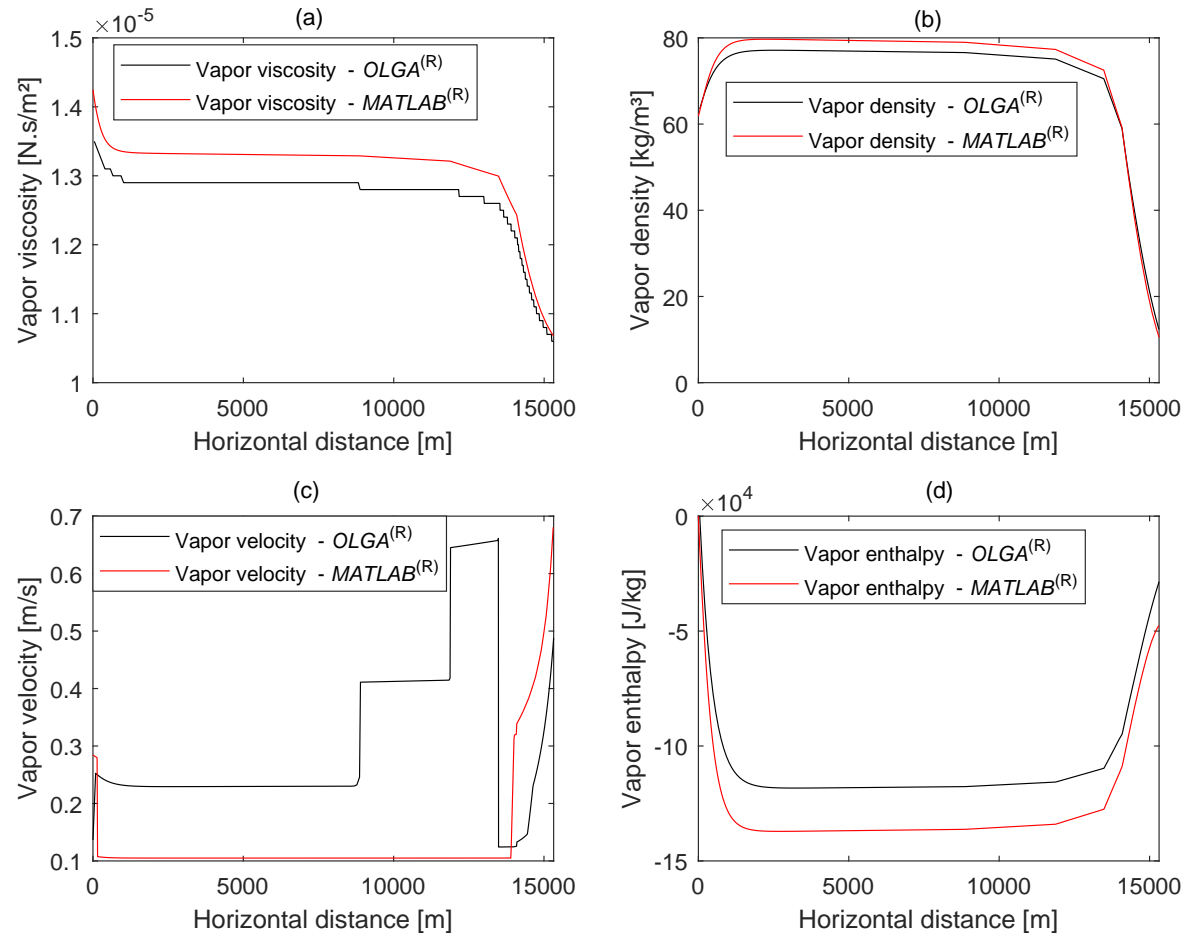 (a)
×10^-5
1.5
1.4
1.3
1.2
1.1
1
Vapor viscosity [N.s/m²]
Vapor viscosity - OLGA(R)
Vapor viscosity - MATLAB(R)
0
5000
10000
15000
Horizontal distance [m]
(b)
80
60
40
20
0
Vapor density [kg/m³]
Vapor density - OLGA(R)
Vapor density - MATLAB(R)
0
5000
10000
15000
Horizontal distance [m]
(c)
0.7
0.6
0.5
0.4
0.3
0.2
0.1
Vapor velocity [m/s]
Vapor velocity - OLGA(R)
Vapor velocity - MATLAB(R)
0
5000
10000
15000
Horizontal distance [m]
(d)
×10^4
0
-5
-10
-15
Vapor enthalpy [J/kg]
Vapor enthalpy - OLGA(R)
Vapor enthalpy - MATLAB(R)
0
5000
10000
15000
Horizontal distance [m]